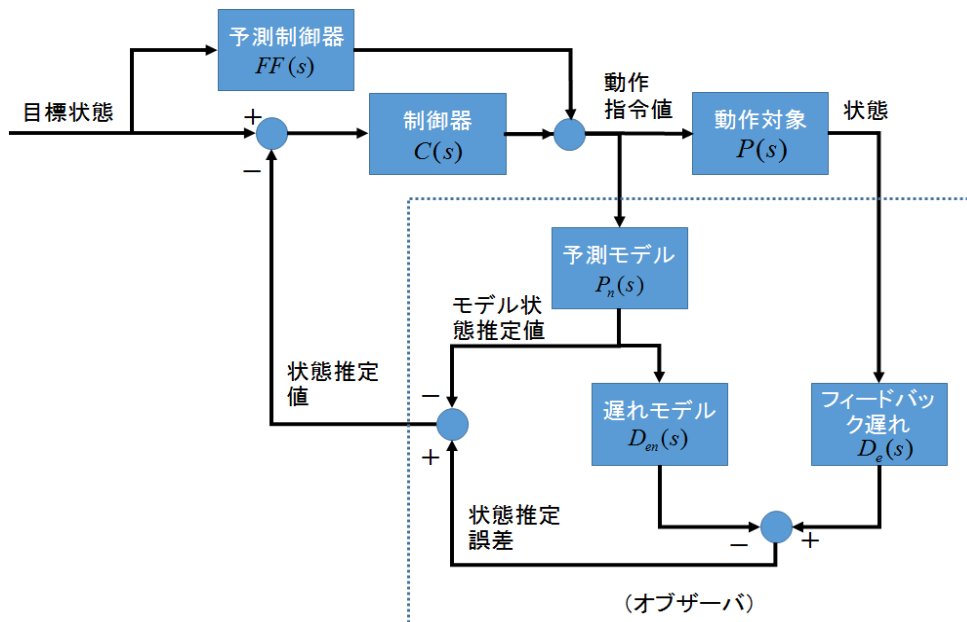 予測制御器
FF(s)
目標状態
+
−
制御器
C(s)
動作
指令値
動作対象
P(s)
状態
予測モデル
Pn(s)
モデル状
態推定値
状態推定
値
−
+
遅れモデル
Den(s)
フィードバ
ック遅れ
De(s)
状態推定
誤差
−
+
(オブザーバ)